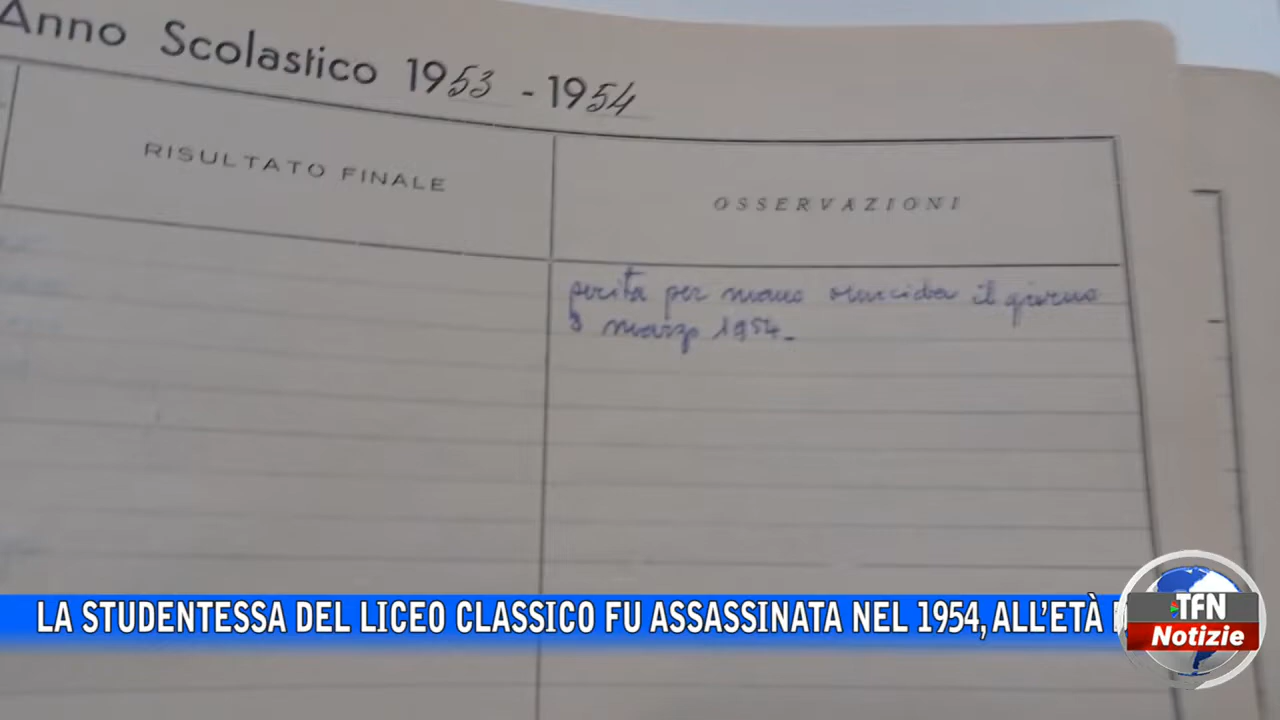 Anno Scolastico 1953 - 1954
RISULTATO FINALE
OSSERVAZIONI
perita per mano omicida il giorno
8 marzo 1954.
LA STUDENTESSA DEL LICEO CLASSICO FU ASSASSINATA NEL 1954, ALL'ETÀ
TFN
Notizie